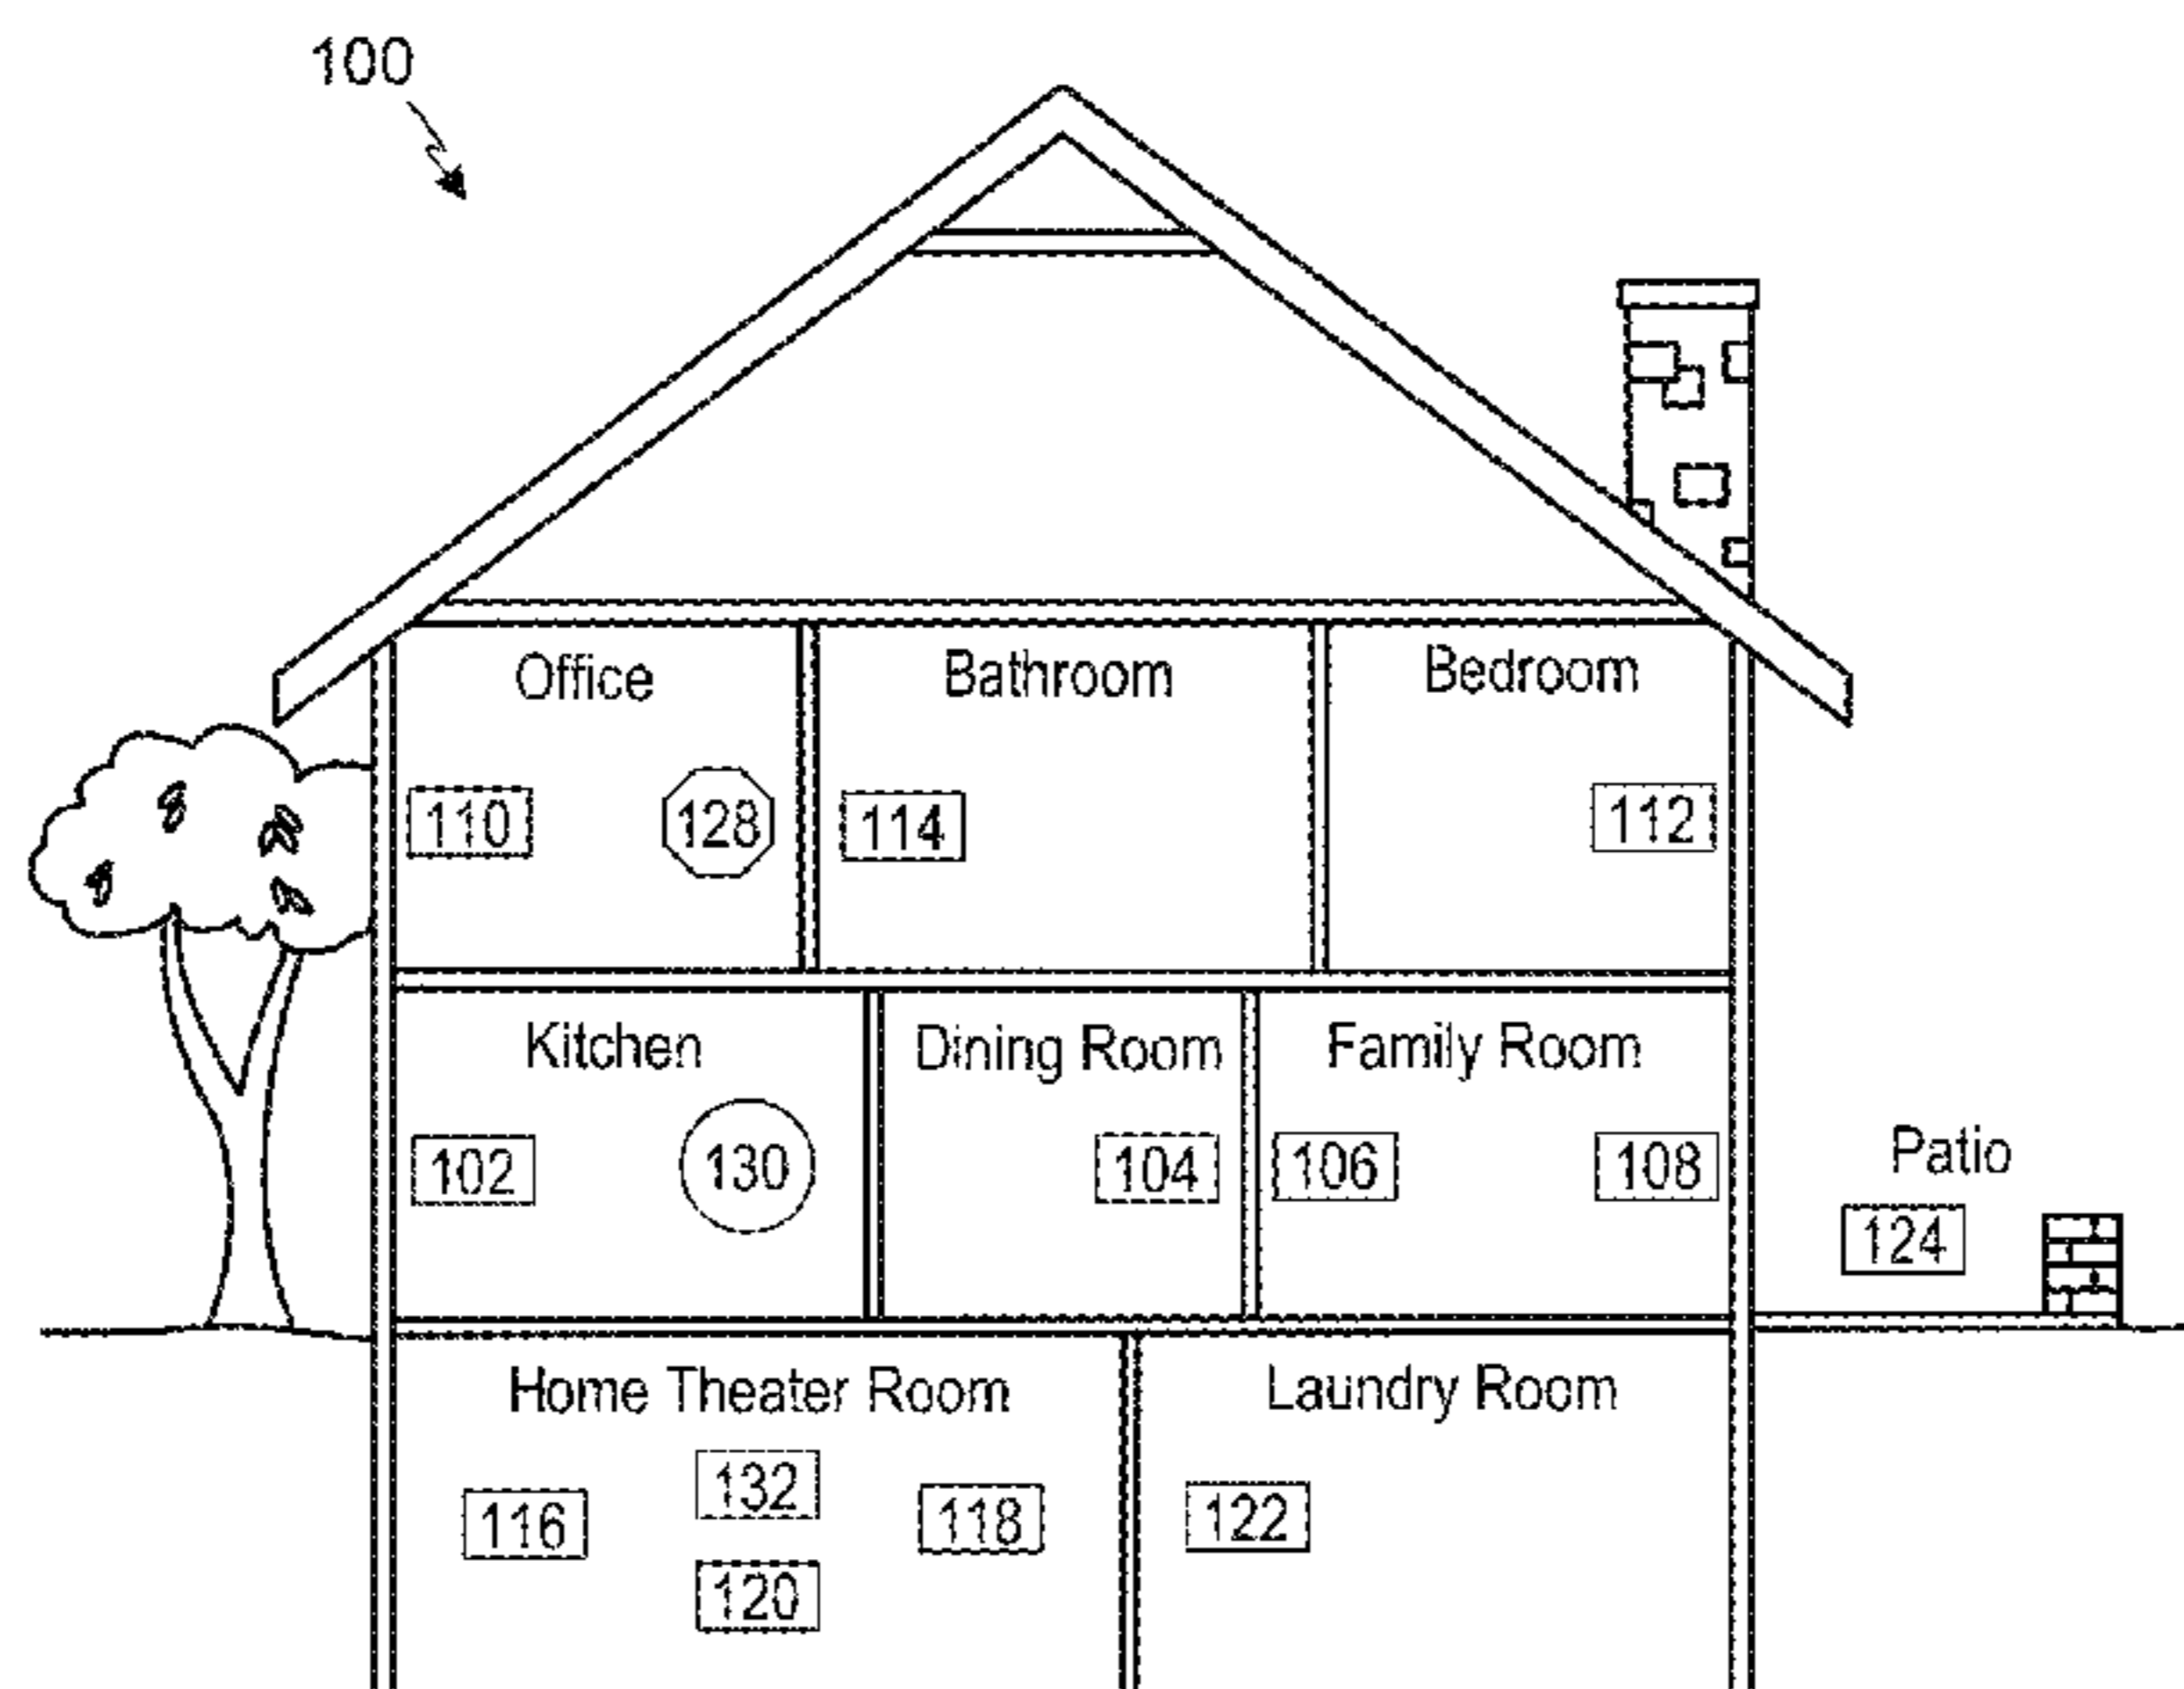 100
Office
Bathroom
Bedroom
110
128
114
112
Kitchen
Dining Room
Family Room
102
130
104
106
108
Patio
124
Home Theater Room
Laundry Room
116
132
118
120
122